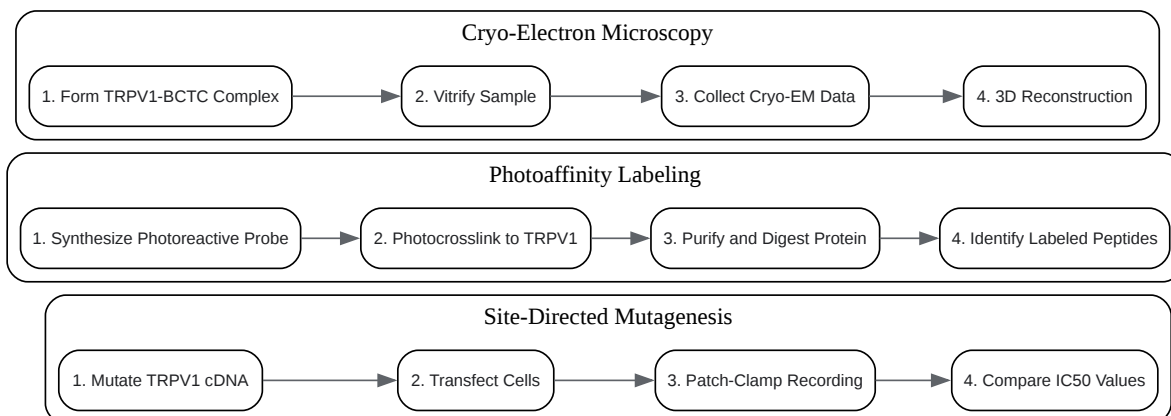 Cryo-Electron Microscopy
1. Form TRPV1-BCTC Complex
2. Vitrify Sample
3. Collect Cryo-EM Data
4. 3D Reconstruction
Photoaffinity Labeling
1. Synthesize Photoreactive Probe
2. Photocrosslink to TRPV1
3. Purify and Digest Protein
4. Identify Labeled Peptides
Site-Directed Mutagenesis
1. Mutate TRPV1 cDNA
2. Transfect Cells
3. Patch-Clamp Recording
4. Compare IC50 Values